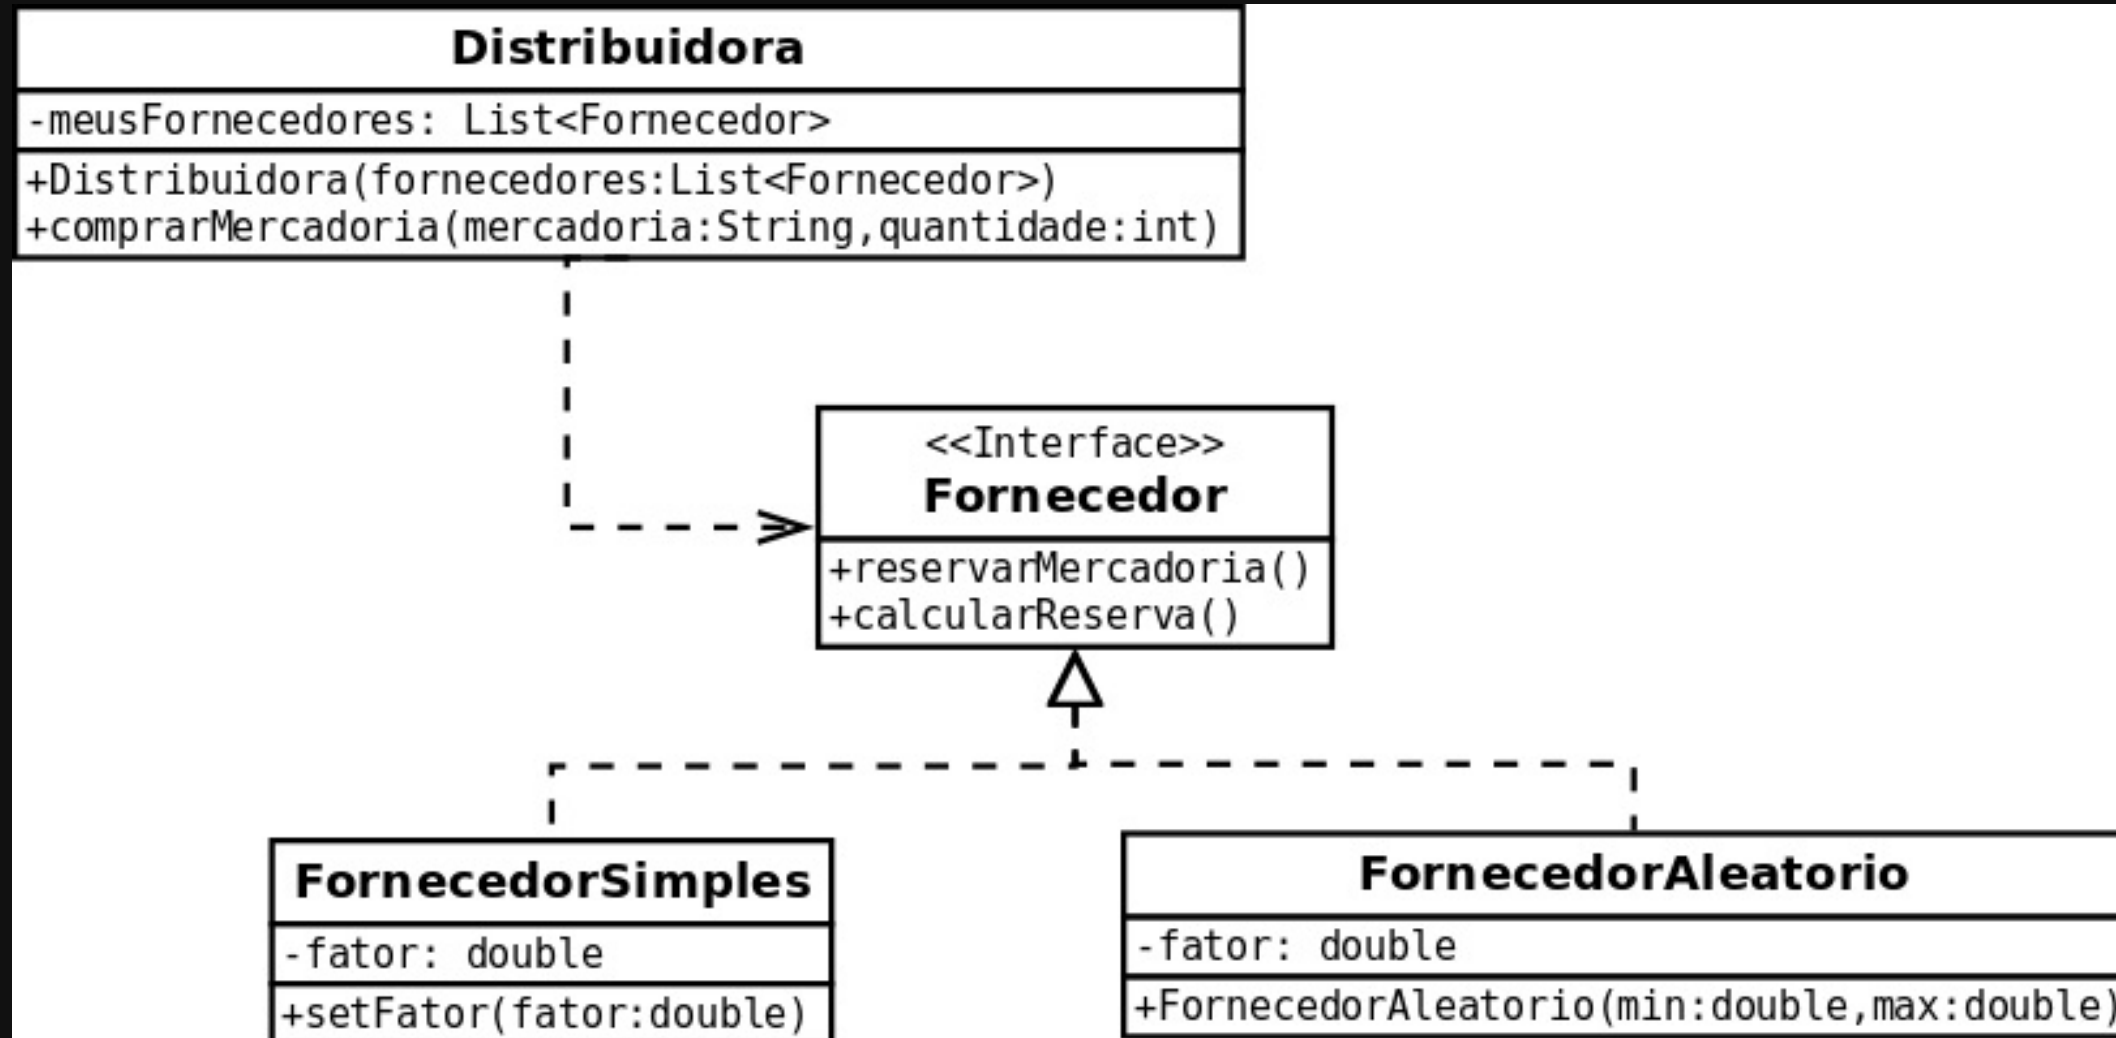 Distribuidora
-meusFornecedores: List<Fornecedor>
+Distribuidora(fornecedores:List<Fornecedor>)
+comprarMercadoria(mercadoria:String,quantidade:int)
<<Interface>>
Fornecedor
+reservarMercadoria()
+calcularReserva()
FornecedorSimples
-fator: double
+setFator(fator:double)
FornecedorAleatorio
-fator: double
+FornecedorAleatorio(min:double,max:double)